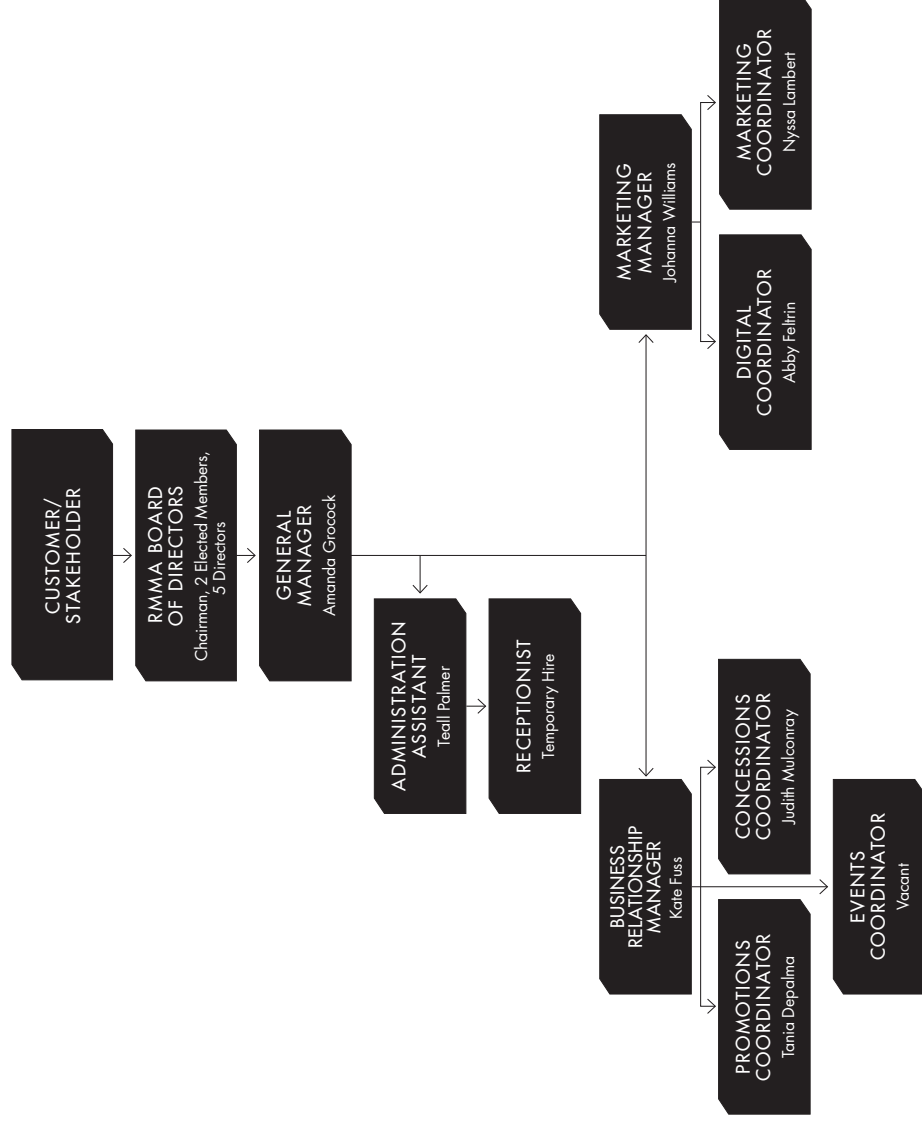 CUSTOMER/
STAKEHOLDER
RMMA BOARD
OF DIRECTORS
Chairman, 2 Elected Members,
5 Directors
GENERAL
MANAGER
Amanda Grocock
ADMINISTRATION
ASSISTANT
Teall Palmer
RECEPTIONIST
Temporary Hire
BUSINESS
RELATIONSHIP
MANAGER
Kate Fuss
MARKETING
MANAGER
Johanna Williams
PROMOTIONS
COORDINATOR
Tania Depalma
CONCESSIONS
COORDINATOR
Judith Mulconray
DIGITAL
COORDINATOR
Abby Feltrin
MARKETING
COORDINATOR
Nyssa Lambert
EVENTS
COORDINATOR
Vacant